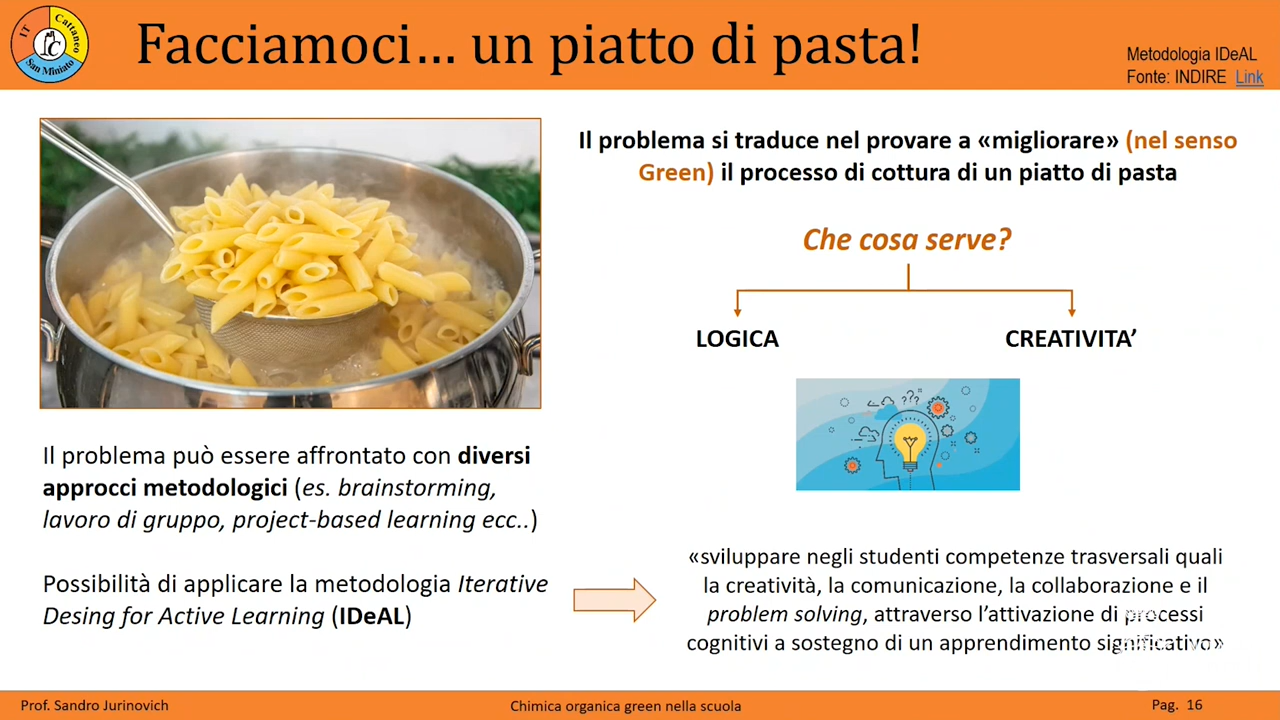 IT Cattaneo San Miniato
Facciamoci... un piatto di pasta!
Metodologia IDeAL
Fonte: INDIRE Link
Il problema si traduce nel provare a «migliorare» (nel senso
Green) il processo di cottura di un piatto di pasta
Che cosa serve?
LOGICA
CREATIVITA’
Il problema può essere affrontato con diversi
approcci metodologici (es. brainstorming,
lavoro di gruppo, project-based learning ecc..)
Possibilità di applicare la metodologia Iterative
Desing for Active Learning (IDeAL)
«sviluppare negli studenti competenze trasversali quali
la creatività, la comunicazione, la collaborazione e il
problem solving, attraverso l’attivazione di processi
cognitivi a sostegno di un apprendimento significativo»
Prof. Sandro Jurinovich
Chimica organica green nella scuola
Pag. 16